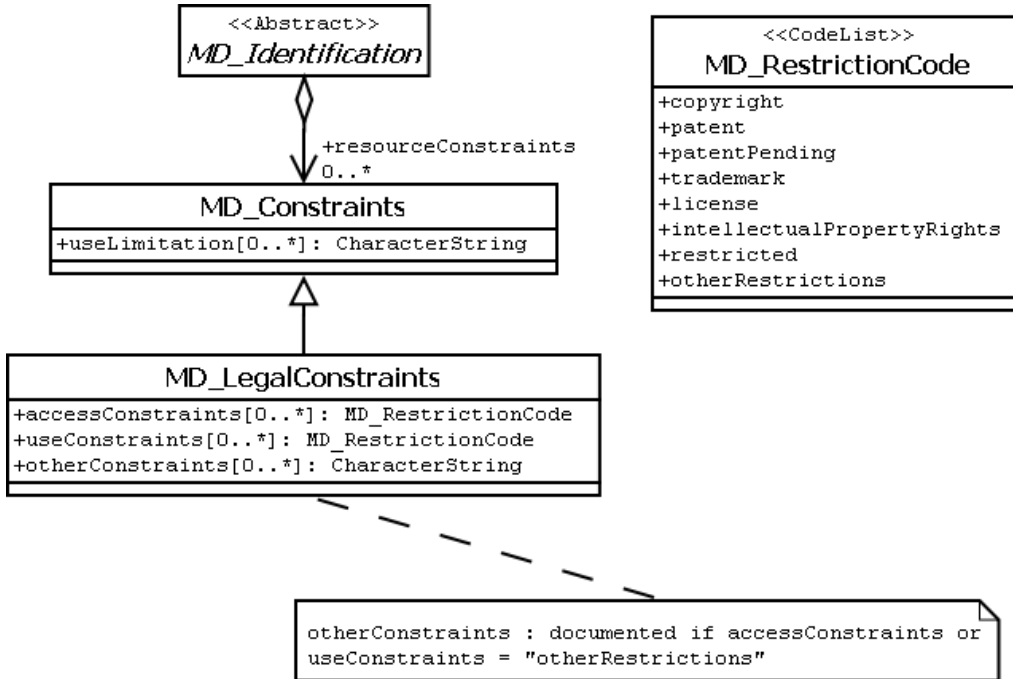 <<Abstract>>
MD_Identification
+resourceConstraints
0..*
MD_Constraints
+useLimitation[0..*]: CharacterString
MD_LegalConstraints
+accessConstraints[0..*]: MD_RestrictionCode
+useConstraints[0..*]: MD_RestrictionCode
+otherConstraints[0..*]: CharacterString
<<CodeList>>
MD_RestrictionCode
+copyright
+patent
+patentPending
+trademark
+license
+intellectualPropertyRights
+restricted
+otherRestrictions
otherConstraints : documented if accessConstraints or
useConstraints = "otherRestrictions"